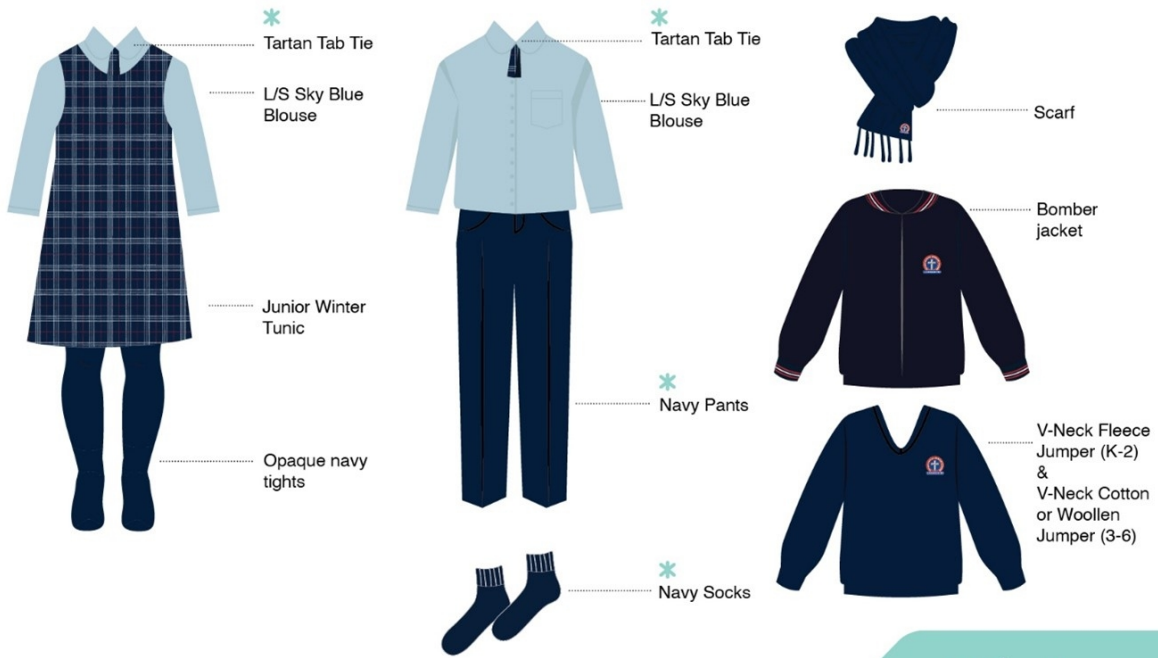 Tartan Tab Tie
L/S Sky Blue
Blouse
Junior Winter
Tunic
Opaque navy
tights
Tartan Tab Tie
L/S Sky Blue
Blouse
Navy Pants
Navy Socks
Scarf
Bomber
jacket
V-Neck Fleece
Jumper (K-2)
&
V-Neck Cotton
or Woollen
Jumper (3-6)